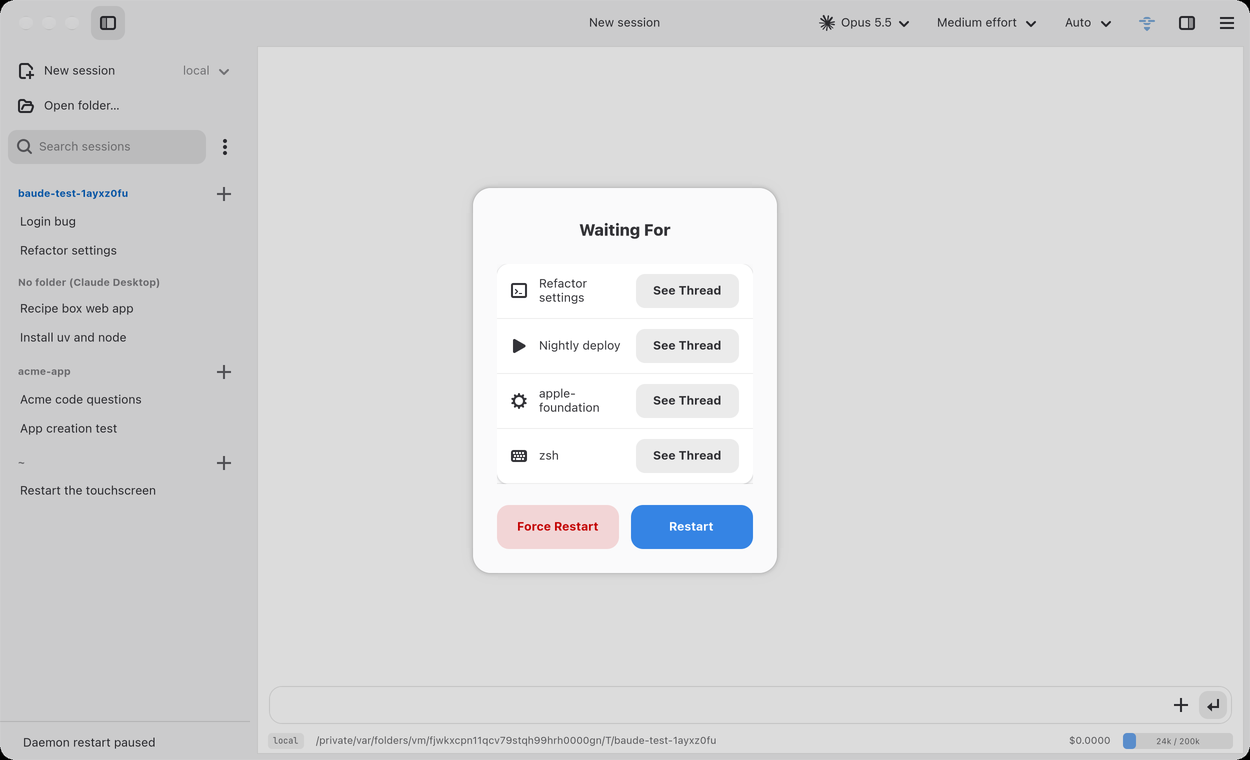 New session
Opus 5.5
Medium effort
Auto
New session
local
Open folder...
Search sessions
baude-test-1ayxz0fu
Login bug
Refactor settings
No folder (Claude Desktop)
Recipe box web app
Install uv and node
acme-app
Acme code questions
App creation test
~
Restart the touchscreen
Daemon restart paused
Waiting For
Refactor
settings
See Thread
Nightly deploy
See Thread
apple-
foundation
See Thread
zsh
See Thread
Force Restart
Restart
local
/private/var/folders/vm/fjwkxcpn11qcv79stqh99hrh0000gn/T/baude-test-1ayxz0fu
$0.0000
24k / 200k